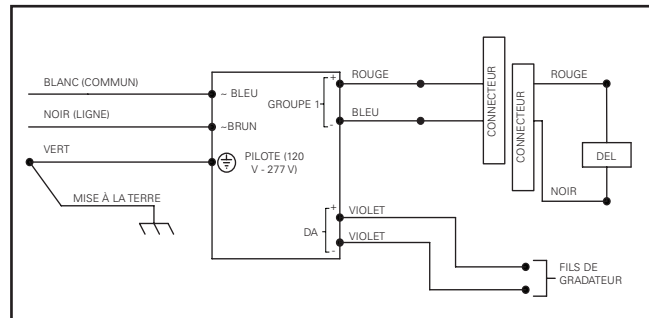 BLANC (COMMUN)
NOIR (LIGNE)
VERT
MISE À LA TERRE
~ BLEU
~BRUN
PILOTE (120
V - 277 V)
GROUPE 1
+
-
DA
+
-
ROUGE
BLEU
VIOLET
VIOLET
CONNECTEUR
CONNECTEUR
ROUGE
DEL
NOIR
FILS DE
GRADATEUR